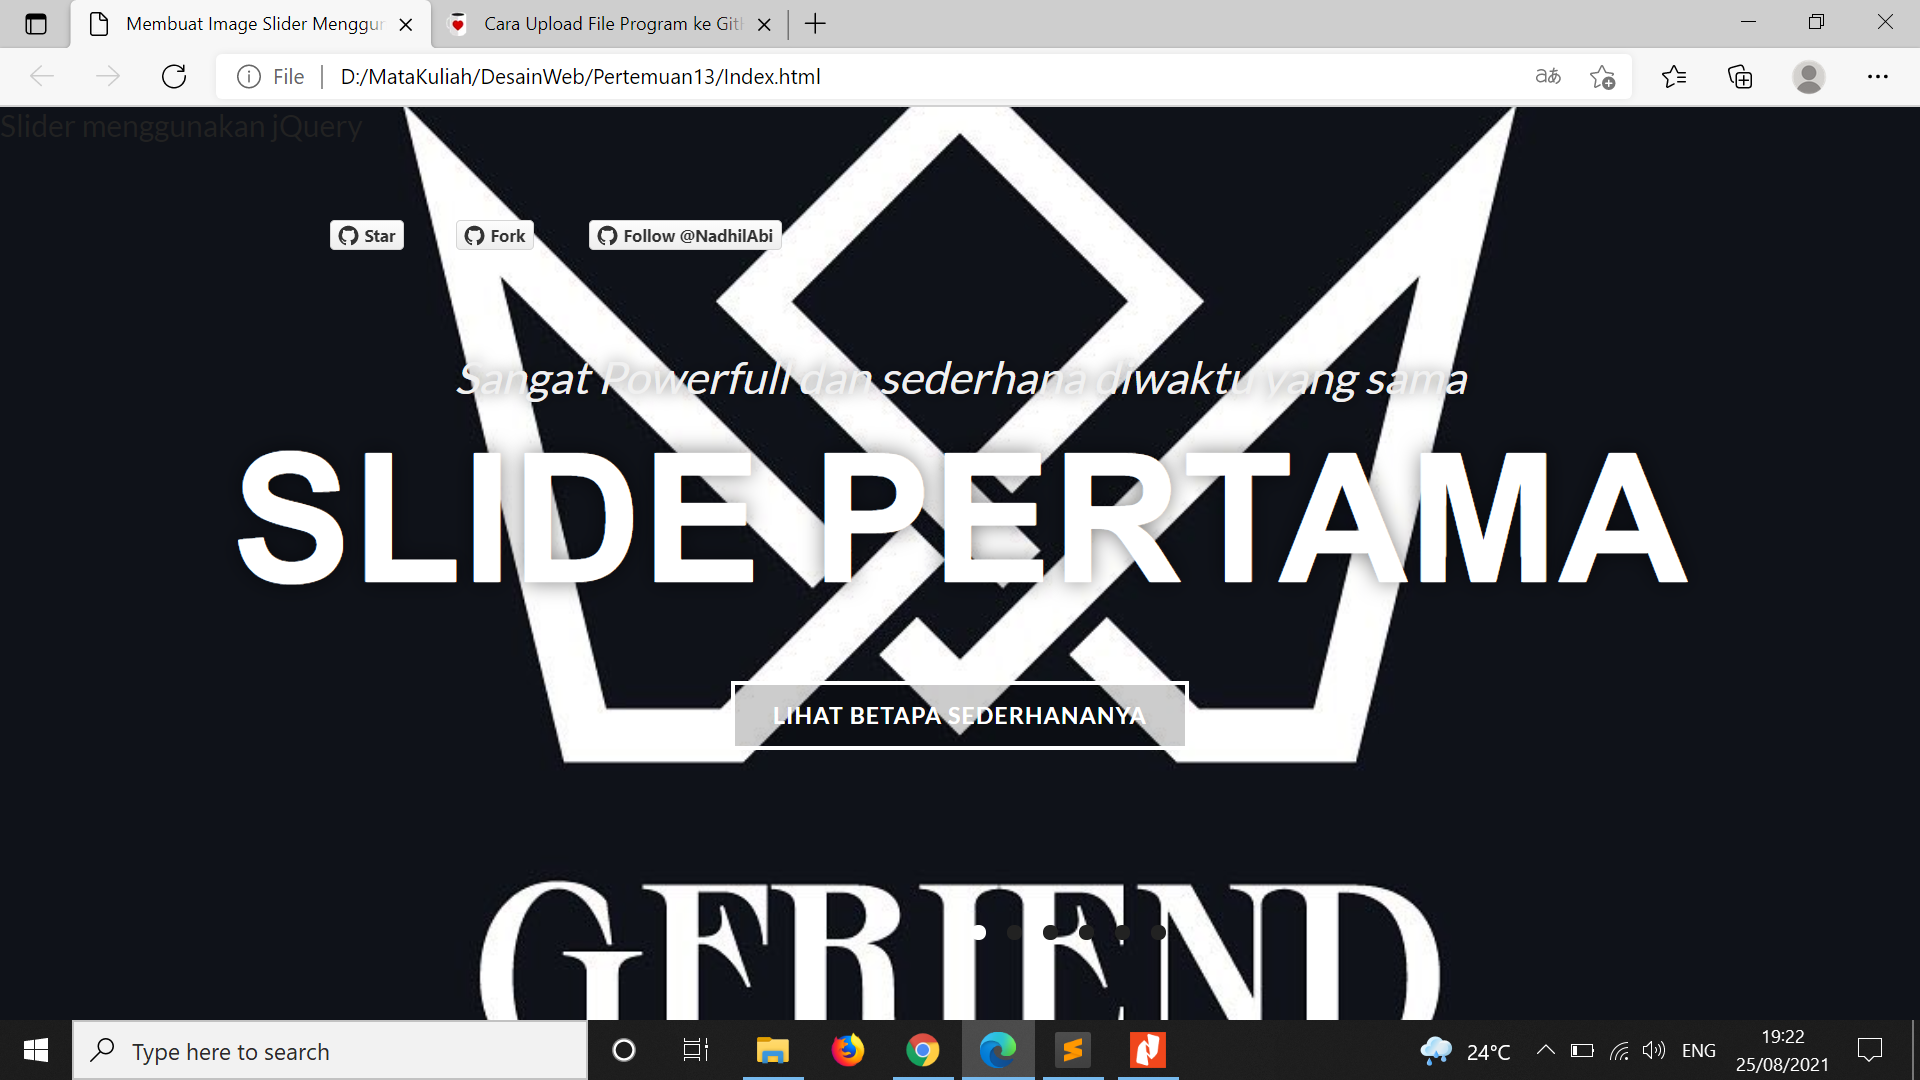 Membuat Image Slider Menggu
Cara Upload File Program ke Git
File
D:/MataKuliah/DesainWeb/Pertemuan13/Index.html
Slider menggunakan jQuery
Star
Fork
Follow @NadhilAbi
Sangat Powerfull dan sederhana diwaktu yang sama
SLIDE PERTAMA
LIHAT BETAPA SEDERHANANYA
GFRIEND
Type here to search
24°C
ENG
19:22
25/08/2021